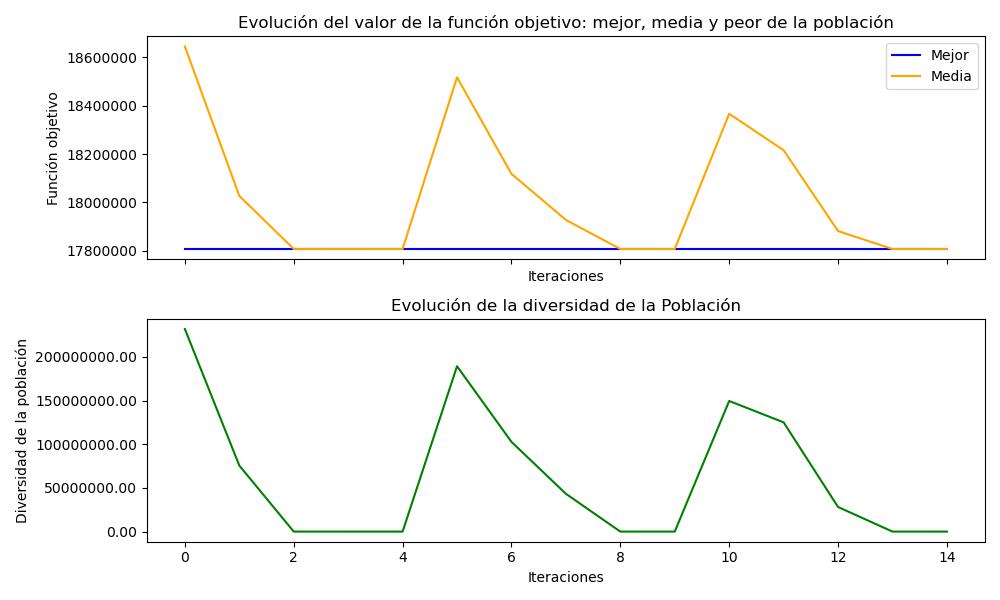 Evolución del valor de la función objetivo: mejor, media y peor de la población
Función objetivo
18600000
18400000
18200000
18000000
17800000
Mejor
Media
Iteraciones
Evolución de la diversidad de la Población
Diversidad de la población
200000000.00
150000000.00
100000000.00
50000000.00
0.00
0 2 4 6 8 10 12 14
Iteraciones